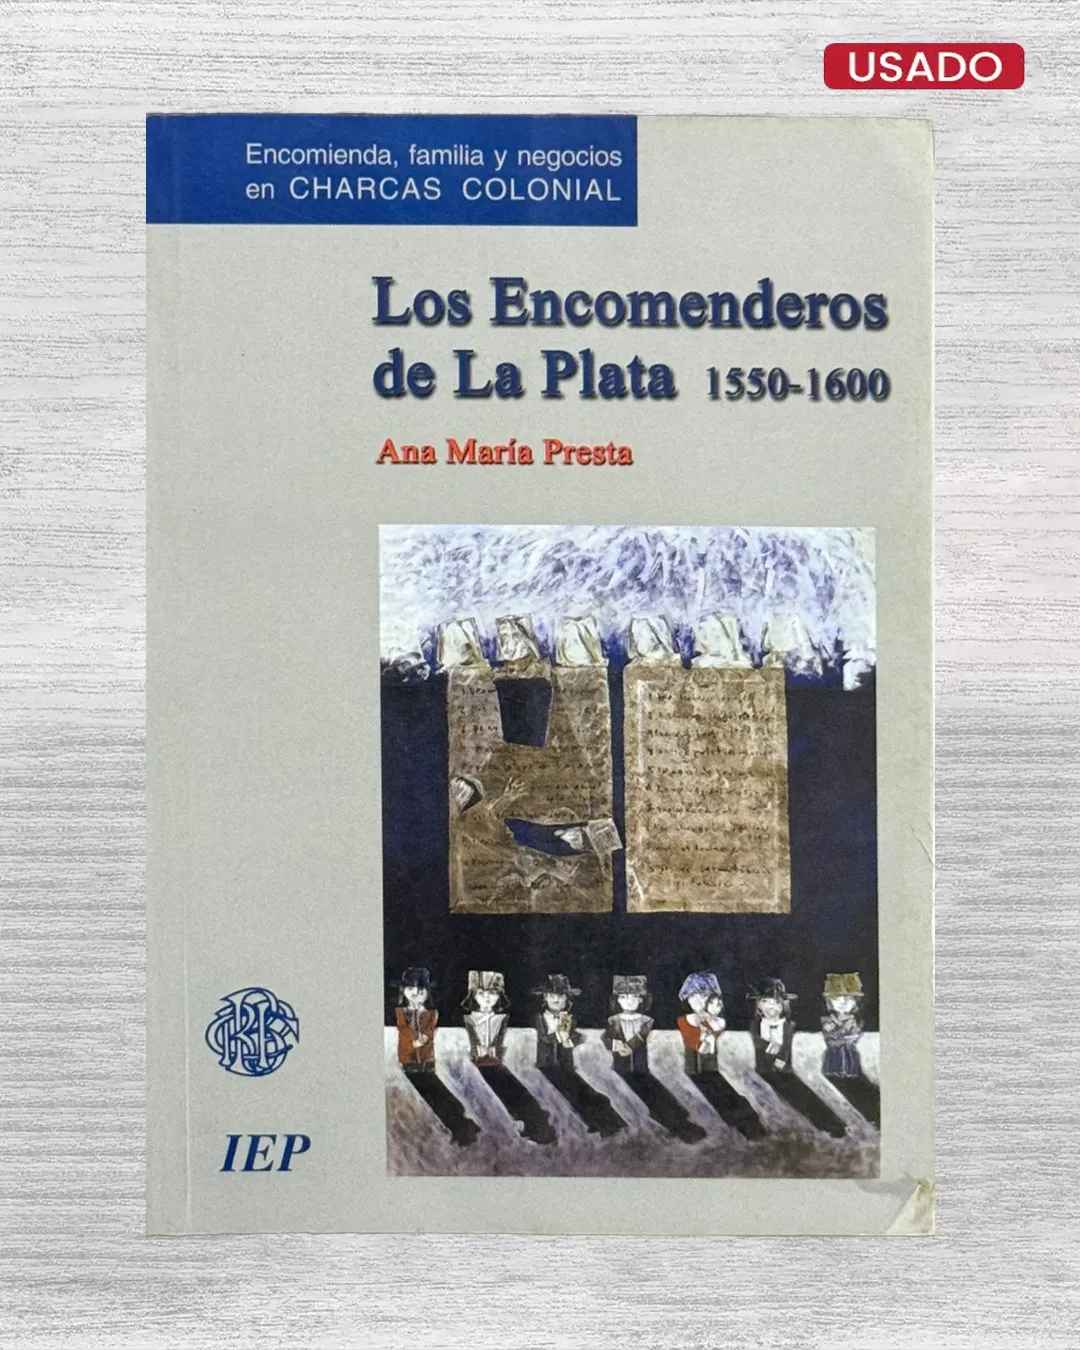 USADO
Encomienda, familia y negocios
en CHARCAS COLONIAL
Los Encomenderos
de La Plata 1550-1600
Ana María Presta
IEP